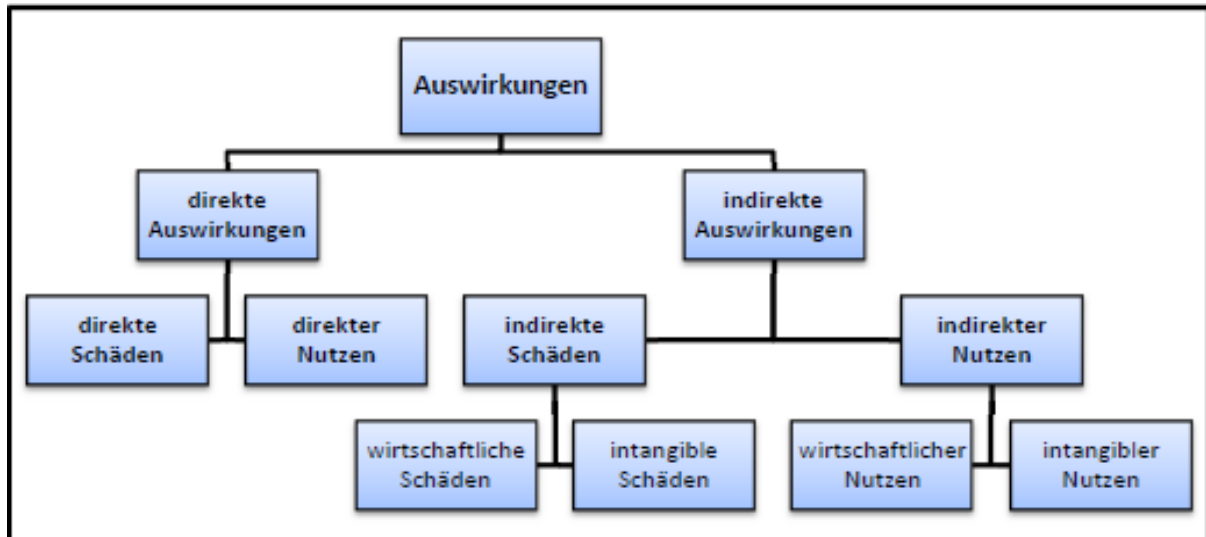 Auswirkungen
direkte
Auswirkungen
indirekte
Auswirkungen
direkte
Schäden
direkter
Nutzen
indirekte
Schäden
indirekter
Nutzen
wirtschaftliche
Schäden
intangible
Schäden
wirtschaftlicher
Nutzen
intangibler
Nutzen